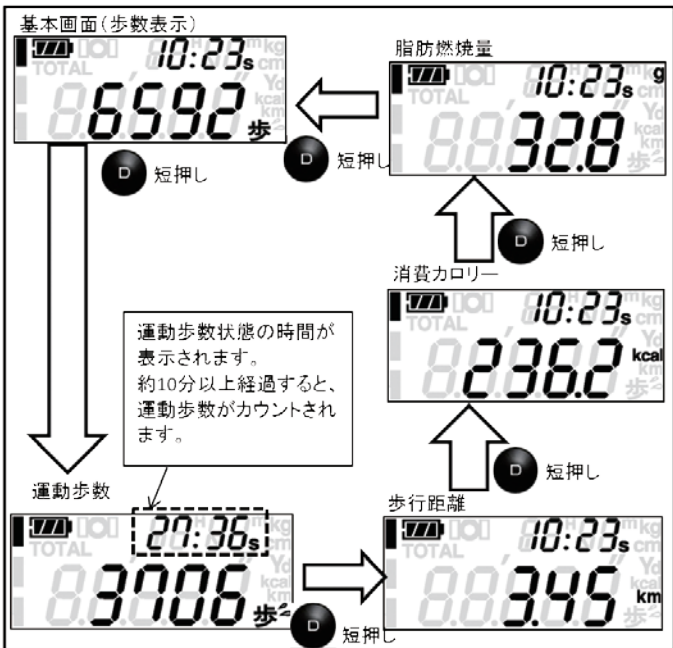 基本画面(歩数表示)
10:23s
TOTAL
6592歩
D 短押し
運動歩数状態の時間が
表示されます。
約10分以上経過すると、
運動歩数がカウントされ
ます。
運動歩数
27:36s
TOTAL
3706歩
D 短押し
歩行距離
10:23s
TOTAL
3.45 km
D 短押し
消費カロリー
10:23s
TOTAL
236.2 kcal
D 短押し
脂肪燃焼量
10:23s g
TOTAL
32.8
D 短押し